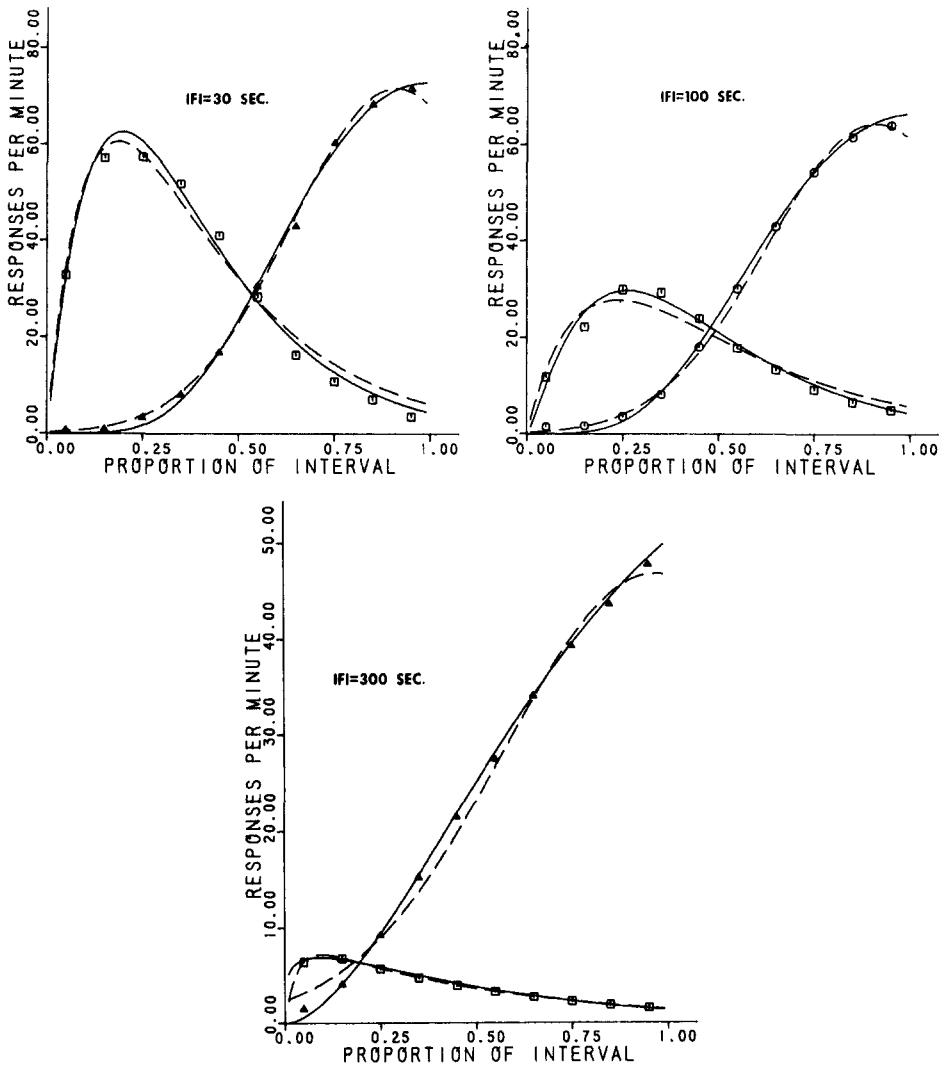 RESPONSES PER MINUTE
0.00 20.00 40.00 60.00 80.00
IFI=30 SEC.
0.00 0.25 0.50 0.75 1.00
PROPORTION OF INTERVAL
RESPONSES PER MINUTE
0.00 20.00 40.00 60.00 80.00
IFI=100 SEC.
0.00 0.25 0.50 0.75 1.00
PROPORTION OF INTERVAL
RESPONSES PER MINUTE
0.00 10.00 20.00 30.00 40.00 50.00
IFI=300 SEC.
0.00 0.25 0.50 0.75 1.00
PROPORTION OF INTERVAL